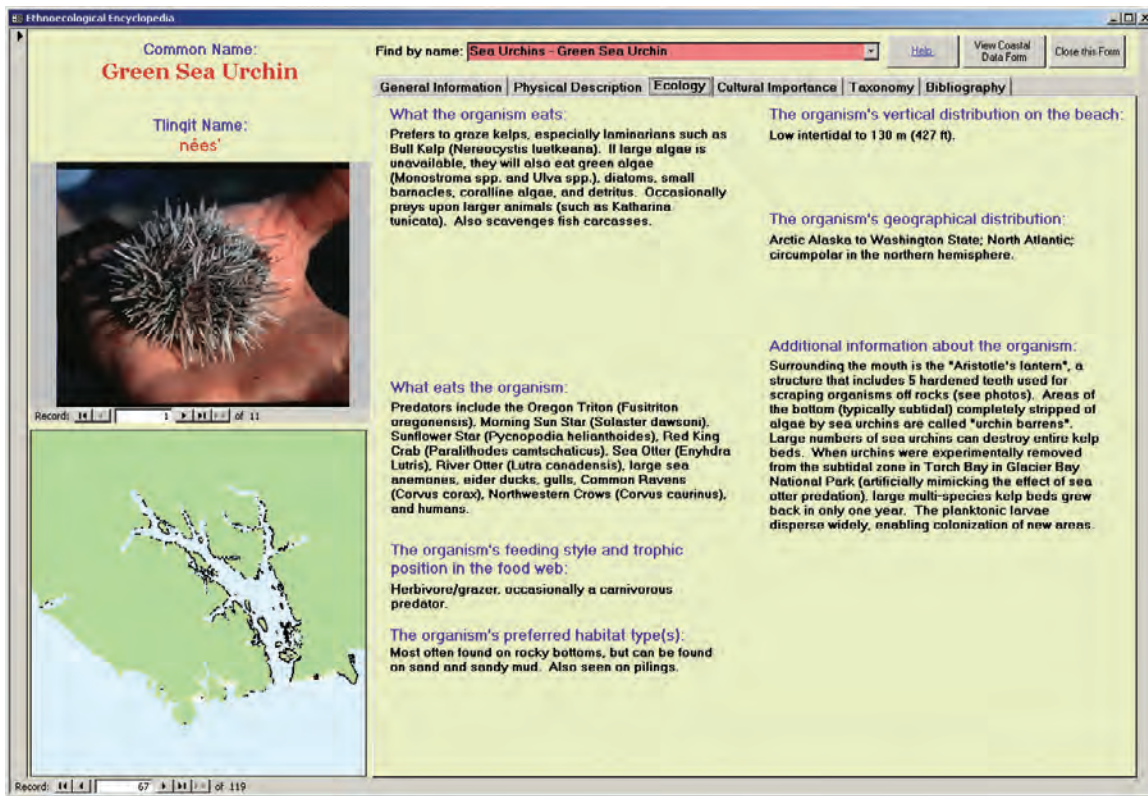 Ethnoecological Encyclopedia
Common Name:
Green Sea Urchin
Tlingit Name:
nées'
Record:
1
of 11
Find by name:
Sea Urchins - Green Sea Urchin
Help
View Coastal
Data Form
Close this Form
General Information
Physical Description
Ecology
Cultural Importance
Taxonomy
Bibliography
What the organism eats:
Prefers to graze kelps, especially laminarians such as
Bull Kelp (Nereocystis luetkeana). If large algae is
unavailable, they will also eat green algae
(Monostroma spp. and Ulva spp.), diatoms, small
barnacles, coralline algae, and detritus. Occasionally
preys upon larger animals (such as Katharina
tunicata). Also scavenges fish carcasses.
What eats the organism:
Predators include the Oregon Triton (Fusitriton
oregonensis), Morning Sun Star (Solaster dawsoni),
Sunflower Star (Pycnopodia helianthoides), Red King
Crab (Paralithodes camtschaticus), Sea Otter (Enyhdra
Lutris), River Otter (Lutra canadensis), large sea
anemones, eider ducks, gulls, Common Ravens
(Corvus corax), Northwestern Crows (Corvus caurinus),
and humans.
The organism's feeding style and trophic
position in the food web:
Herbivore/grazer, occasionally a carnivorous
predator.
The organism's preferred habitat type(s):
Most often found on rocky bottoms, but can be found
on sand and sandy mud. Also seen on pilings.
The organism's vertical distribution on the beach:
Low intertidal to 130 m (427 ft).
The organism's geographical distribution:
Arctic Alaska to Washington State; North Atlantic;
circumpolar in the northern hemisphere.
Additional information about the organism:
Surrounding the mouth is the "Aristotle's lantern", a
structure that includes 5 hardened teeth used for
scraping organisms off rocks (see photos). Areas of
the bottom (typically subtidal) completely stripped of
algae by sea urchins are called "urchin barrens".
Large numbers of sea urchins can destroy entire kelp
beds. When urchins were experimentally removed
from the subtidal zone in Torch Bay in Glacier Bay
National Park (artificially mimicking the effect of sea
otter predation), large multi-species kelp beds grew
back in only one year. The planktonic larvae
disperse widely, enabling colonization of new areas.
Record:
67
of 119